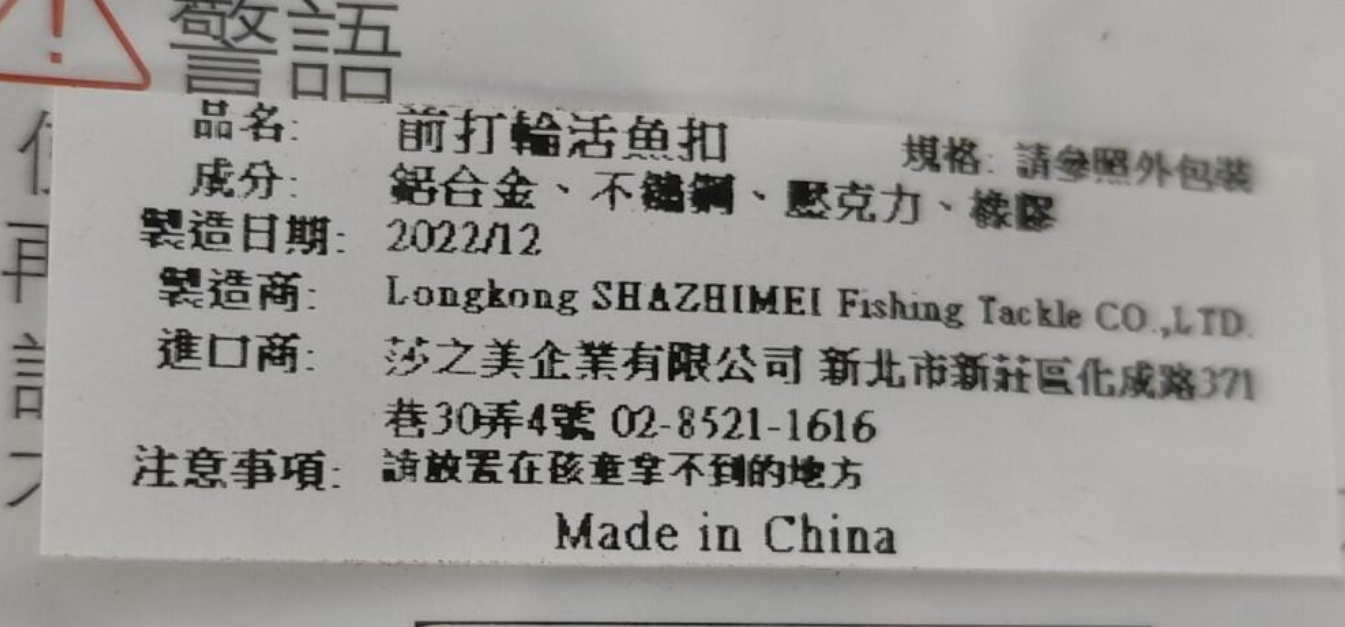 警語
品名: 前打輪活魚扣 規格: 請參照外包裝
成分: 鋁合金、不鏽鋼、壓克力、橡膠
製造日期: 2022/12
製造商: Longkong SHAZHIMEI Fishing Tackle CO.,LTD.
進口商: 莎之美企業有限公司 新北市新莊區化成路371
巷30弄4號 02-8521-1616
注意事項: 請放置在孩童拿不到的地方
Made in China